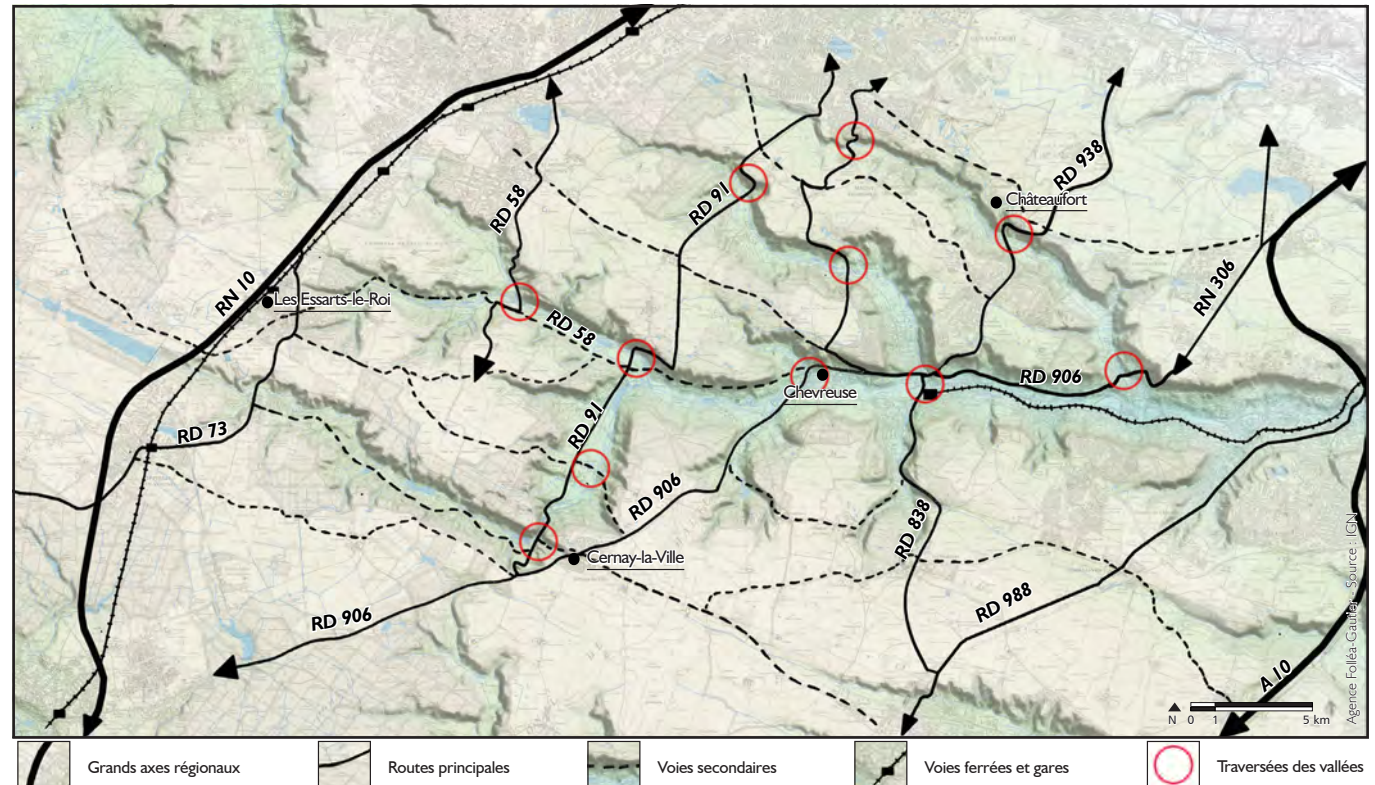 RD 938
RD 58
RD 91
Châteaufort
RN 10
Les Essarts-le-Roi
RN 306
RD 58
RD 906
Chevreuse
RD 73
RD 91
RD 906
RD 838
Cernay-la-Ville
RD 988
RD 906
A 10
N 0 1 5 km
Agence Folléa-Gautier - Source : IGN
Grands axes régionaux
Routes principales
Voies secondaires
Voies ferrées et gares
Traversées des vallées